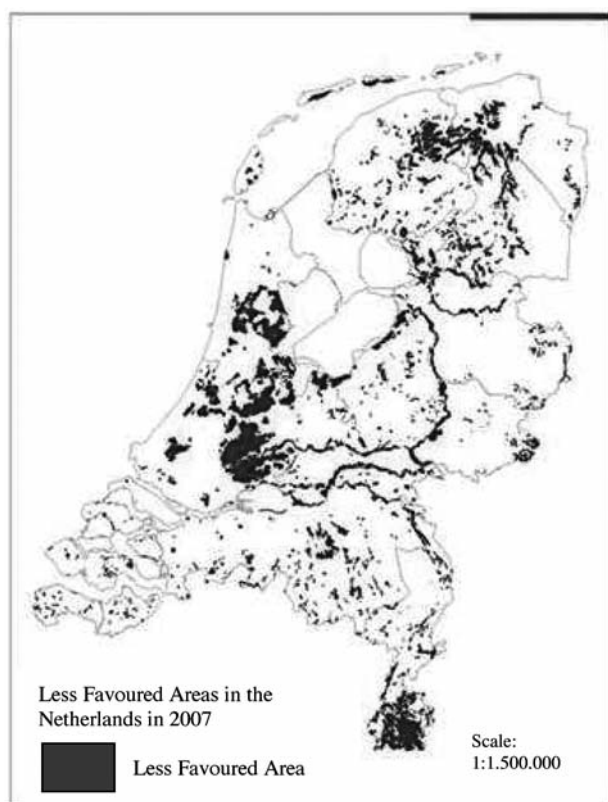 Less Favoured Areas in the
Netherlands in 2007
Less Favoured Area
Scale:
1:1.500.000